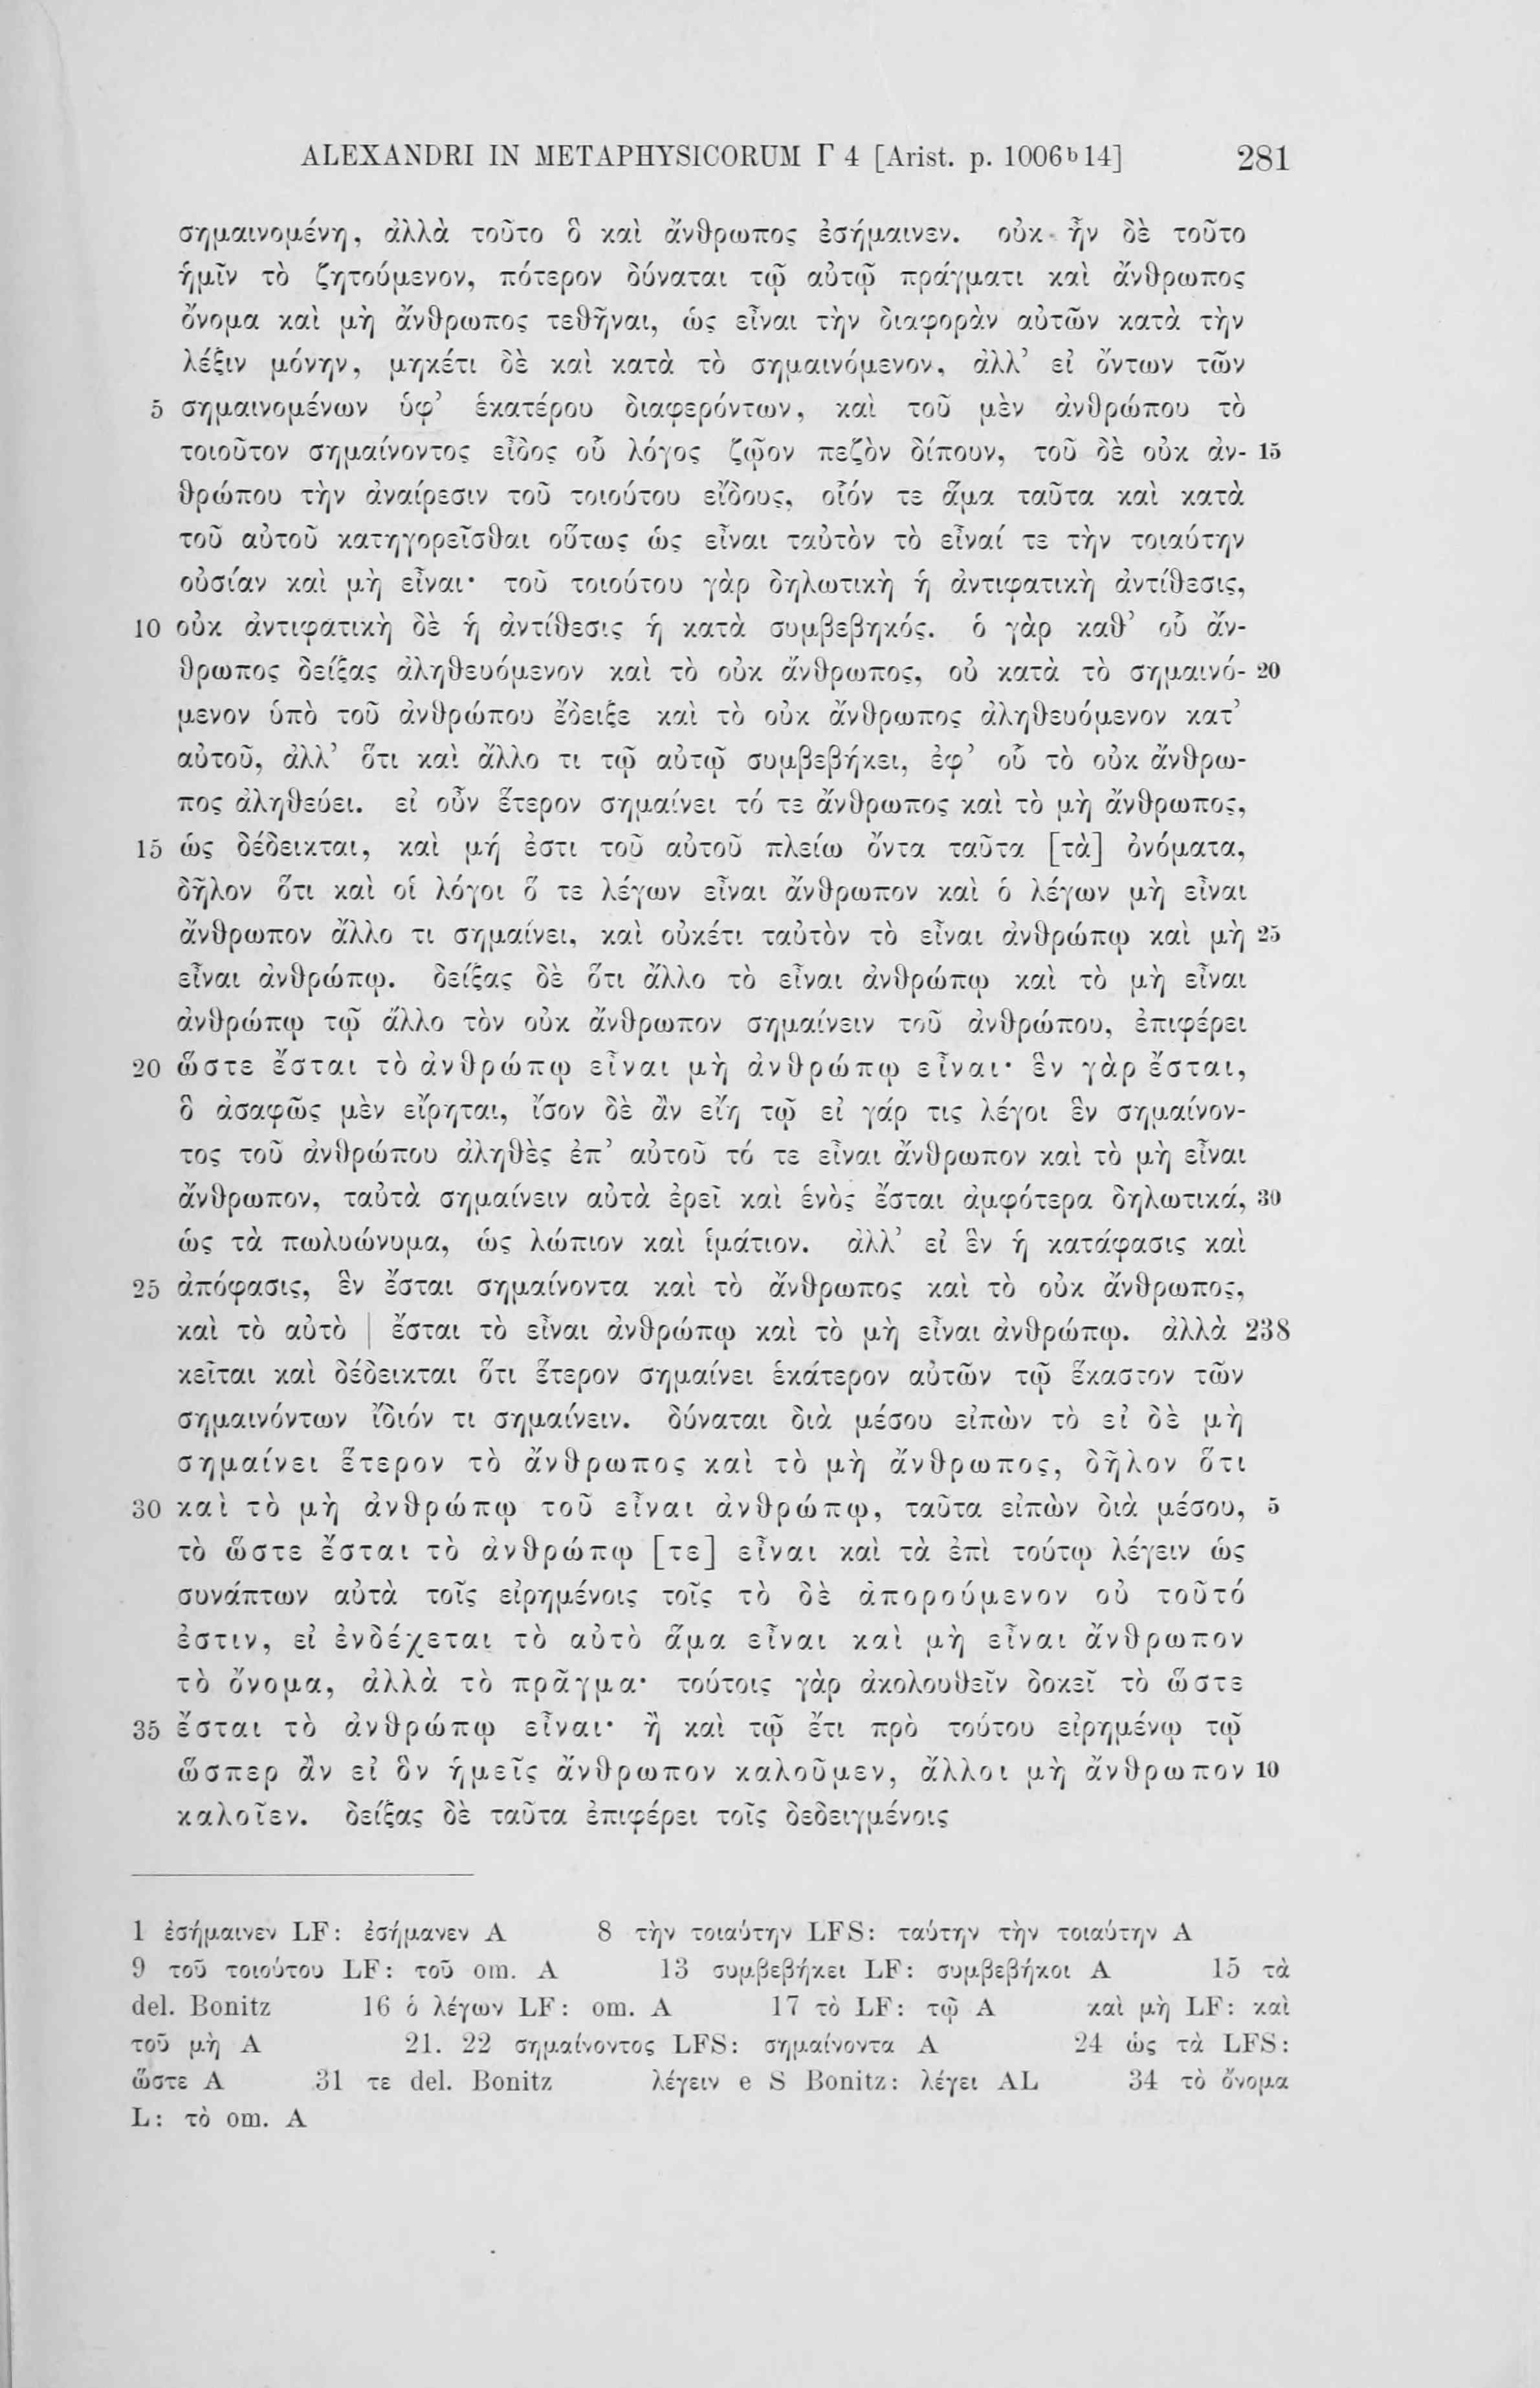 ALEXANDRI IN METAPHYSICORUM Γ 4 [Arist. p. 1006ᵇ14] 281
σημαινομένη, ἀλλὰ τοῦτο ὃ καὶ ἄνθρωπος ἐσήμαινεν. οὐκ ἦν δὲ τοῦτο
ἡμῖν τὸ ζητούμενον, πότερον δύναται τῷ αὐτῷ πράγματι καὶ ἄνθρωπος
ὄνομα καὶ μὴ ἄνθρωπος τεθῆναι, ὡς εἶναι τὴν διαφορὰν αὐτῶν κατὰ τὴν
λέξιν μόνην, μηκέτι δὲ καὶ κατὰ τὸ σημαινόμενον, ἀλλ’ εἰ ὄντων τῶν
5 σημαινομένων ὑφ’ ἑκατέρου διαφερόντων, καὶ τοῦ μὲν ἀνθρώπου τὸ
τοιοῦτον σημαίνοντος εἶδος οὗ λόγος ζῷον πεζὸν δίπουν, τοῦ δὲ οὐκ ἀν- 15
θρώπου τὴν ἀναίρεσιν τοῦ τοιούτου εἴδους, οἷόν τε ἅμα ταῦτα καὶ κατὰ
τοῦ αὐτοῦ κατηγορεῖσθαι οὕτως ὡς εἶναι ταὐτὸν τὸ εἶναί τε τὴν τοιαύτην
οὐσίαν καὶ μὴ εἶναι· τοῦ τοιούτου γὰρ δηλωτικὴ ἡ ἀντιφατικὴ ἀντίθεσις,
10 οὐκ ἀντιφατικὴ δὲ ἡ ἀντίθεσις ἡ κατὰ συμβεβηκός. ὁ γὰρ καθ’ οὗ ἄν-
θρωπος δείξας ἀληθευόμενον καὶ τὸ οὐκ ἄνθρωπος, οὐ κατὰ τὸ σημαινό- 20
μενον ὑπὸ τοῦ ἀνθρώπου ἔδειξε καὶ τὸ οὐκ ἄνθρωπος ἀληθευόμενον κατ’
αὐτοῦ, ἀλλ’ ὅτι καὶ ἄλλο τι τῷ αὐτῷ συμβεβήκει, ἐφ’ οὗ τὸ οὐκ ἄνθρω-
πος ἀληθεύει. εἰ οὖν ἕτερον σημαίνει τό τε ἄνθρωπος καὶ τὸ μὴ ἄνθρωπος,
15 ὡς δέδεικται, καὶ μή ἐστι τοῦ αὐτοῦ πλείω ὄντα ταῦτα [τὰ] ὀνόματα,
δῆλον ὅτι καὶ οἱ λόγοι ὅ τε λέγων εἶναι ἄνθρωπον καὶ ὁ λέγων μὴ εἶναι
ἄνθρωπον ἄλλο τι σημαίνει, καὶ οὐκέτι ταὐτὸν τὸ εἶναι ἀνθρώπῳ καὶ μὴ 25
εἶναι ἀνθρώπῳ. δείξας δὲ ὅτι ἄλλο τὸ εἶναι ἀνθρώπῳ καὶ τὸ μὴ εἶναι
ἀνθρώπῳ τῷ ἄλλο τὸν οὐκ ἄνθρωπον σημαίνειν τοῦ ἀνθρώπου, ἐπιφέρει
20 ὥστε ἔσται τὸ ἀνθρώπῳ εἶναι μὴ ἀνθρώπῳ εἶναι· ἓν γὰρ ἔσται,
ὃ ἀσαφῶς μὲν εἴρηται, ἴσον δὲ ἂν εἴη τῷ εἰ γάρ τις λέγοι ἓν σημαίνον-
τος τοῦ ἀνθρώπου ἀληθὲς ἐπ’ αὐτοῦ τό τε εἶναι ἄνθρωπον καὶ τὸ μὴ εἶναι
ἄνθρωπον, ταὐτὰ σημαίνειν αὐτὰ ἐρεῖ καὶ ἑνὸς ἔσται ἀμφότερα δηλωτικά, 30
ὡς τὰ πωλυώνυμα, ὡς λώπιον καὶ ἱμάτιον. ἀλλ’ εἰ ἓν ἡ κατάφασις καὶ
25 ἀπόφασις, ἓν ἔσται σημαίνοντα καὶ τὸ ἄνθρωπος καὶ τὸ οὐκ ἄνθρωπος,
καὶ τὸ αὐτὸ | ἔσται τὸ εἶναι ἀνθρώπῳ καὶ τὸ μὴ εἶναι ἀνθρώπῳ. ἀλλὰ 238
κεῖται καὶ δέδεικται ὅτι ἕτερον σημαίνει ἑκάτερον αὐτῶν τῷ ἕκαστον τῶν
σημαινόντων ἴδιόν τι σημαίνειν. δύναται διὰ μέσου εἰπὼν τὸ εἰ δὲ μὴ
σημαίνει ἕτερον τὸ ἄνθρωπος καὶ τὸ μὴ ἄνθρωπος, δῆλον ὅτι
30 καὶ τὸ μὴ ἀνθρώπῳ τοῦ εἶναι ἀνθρώπῳ, ταῦτα εἰπὼν διὰ μέσου, 5
τὸ ὥστε ἔσται τὸ ἀνθρώπῳ [τε] εἶναι καὶ τὰ ἐπὶ τούτῳ λέγειν ὡς
συνάπτων αὐτὰ τοῖς εἰρημένοις τοῖς τὸ δὲ ἀπορούμενον οὐ τοῦτό
ἐστιν, εἰ ἐνδέχεται τὸ αὐτὸ ἅμα εἶναι καὶ μὴ εἶναι ἄνθρωπον
τὸ ὄνομα, ἀλλὰ τὸ πρᾶγμα· τούτοις γὰρ ἀκολουθεῖν δοκεῖ τὸ ὥστε
35 ἔσται τὸ ἀνθρώπῳ εἶναι· ἢ καὶ τῷ ἔτι πρὸ τούτου εἰρημένῳ τῷ
ὥσπερ ἂν εἰ ὃν ἡμεῖς ἄνθρωπον καλοῦμεν, ἄλλοι μὴ ἄνθρωπον 10
καλοῖεν. δείξας δὲ ταῦτα ἐπιφέρει τοῖς δεδειγμένοις
1 ἐσήμαινεν LF: ἐσήμανεν A 8 τὴν τοιαύτην LFS: ταύτην τὴν τοιαύτην A
9 τοῦ τοιούτου LF: τοῦ om. A 13 συμβεβήκει LF: συμβεβήκοι A 15 τὰ
del. Bonitz 16 ὁ λέγων LF: om. A 17 τὸ LF: τῷ A καὶ μὴ LF: καὶ
τοῦ μὴ A 21. 22 σημαίνοντος LFS: σημαίνοντα A 24 ὡς τὰ LFS:
ὥστε A 31 τε del. Bonitz λέγειν e S Bonitz: λέγει AL 34 τὸ ὄνομα
L: τὸ om. A